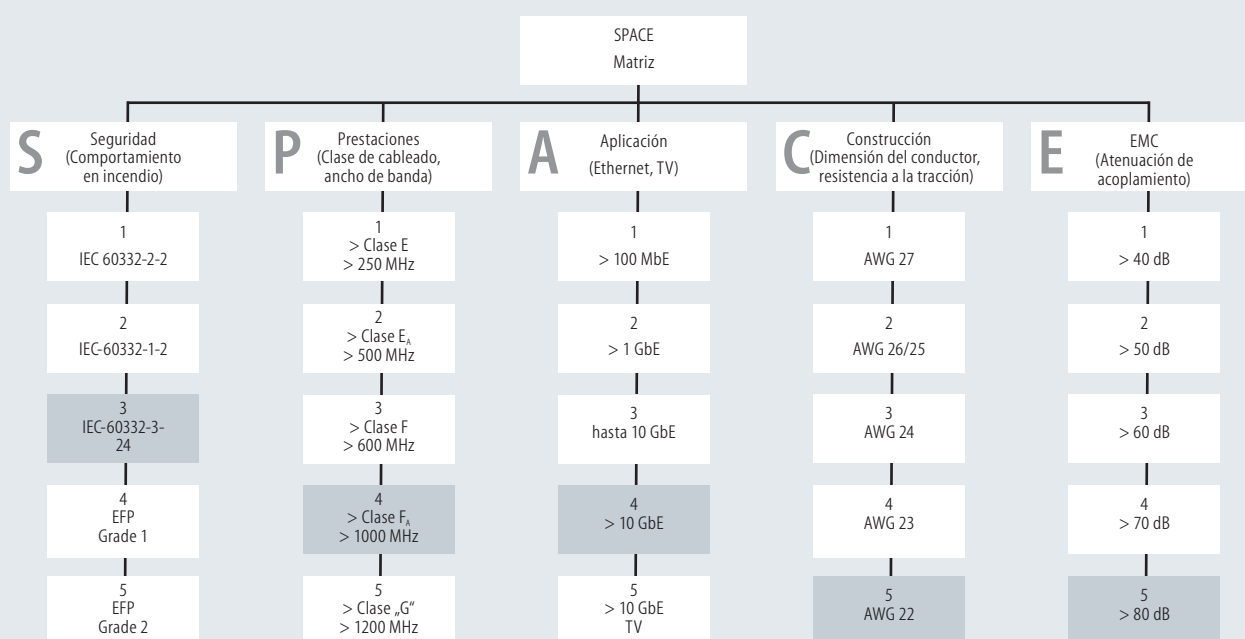 SPACE
Matriz
S
Seguridad
(Comportamiento
en incendio)
P
Prestaciones
(Clase de cableado,
ancho de banda)
A
Aplicación
(Ethernet, TV)
C
Construcción
(Dimensión del conductor,
resistencia a la tracción)
E
EMC
(Atenuación de
acoplamiento)
1
IEC 60332-2-2
1
> Clase E
> 250 MHz
1
> 100 MbE
1
AWG 27
1
> 40 dB
2
IEC-60332-1-2
2
> Clase EA
> 500 MHz
2
> 1 GbE
2
AWG 26/25
2
> 50 dB
3
IEC-60332-3-
24
3
> Clase F
> 600 MHz
3
hasta 10 GbE
3
AWG 24
3
> 60 dB
4
EFP
Grade 1
4
> Clase FA
> 1000 MHz
4
> 10 GbE
4
AWG 23
4
> 70 dB
5
EFP
Grade 2
5
> Clase „G“
> 1200 MHz
5
> 10 GbE
TV
5
AWG 22
5
> 80 dB